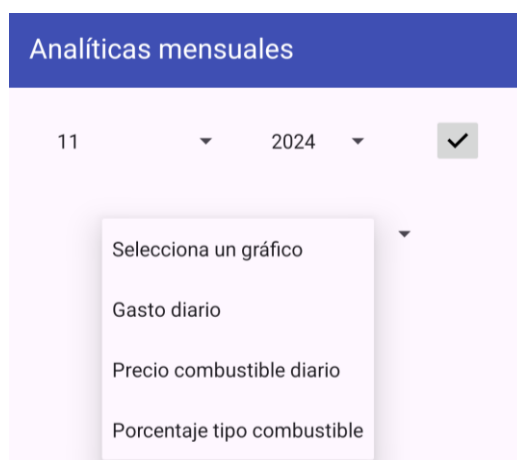 Analíticas mensuales
11 2024
Selecciona un gráfico
Gasto diario
Precio combustible diario
Porcentaje tipo combustible